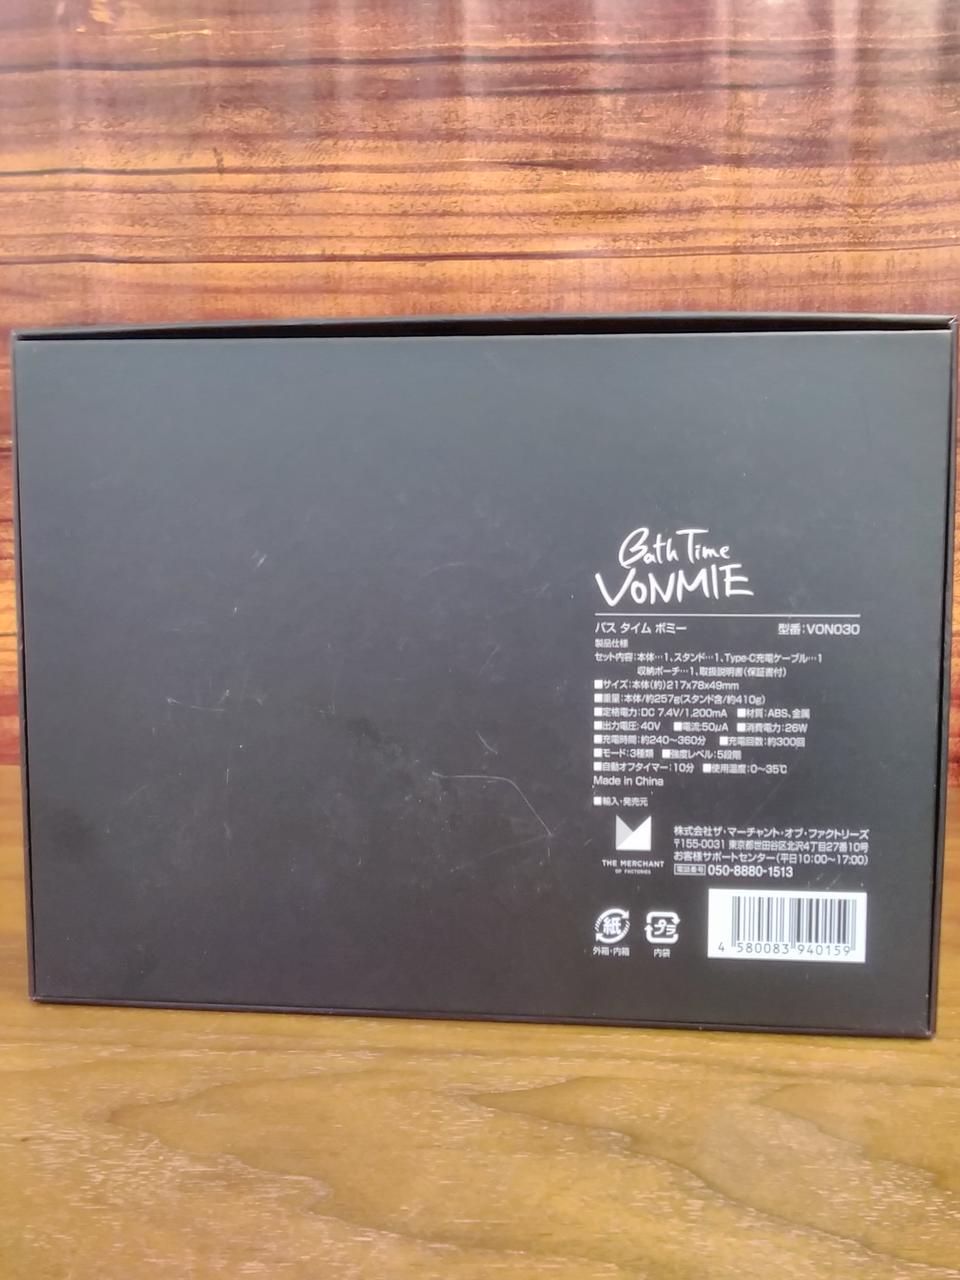 Bath Time
VONMIE
バス タイム ボミー 型番:VON030
製品仕様
セット内容:本体…1、スタンド…1、Type-C充電ケーブル…1
収納ポーチ…1、取扱説明書(保証書付)
■サイズ:本体(約)217x78x49mm
■重量:本体/約257g(スタンド含/約410g)
■定格電力:DC 7.4V/1,200mA ■材質:ABS、金属
■出力電圧:40V ■電流:50μA ■消費電力:26W
■充電時間:約240〜360分 ■充電回数:約300回
■モード:3種類 ■強度レベル:5段階
■自動オフタイマー:10分 ■使用温度:0〜35℃
Made in China
■輸入・発売元
THE MERCHANT
OF FACTORIES
株式会社ザ・マーチャント・オブ・ファクトリーズ
〒155-0031 東京都世田谷区北沢4丁目27番10号
お客様サポートセンター(平日10:00〜17:00)
電話番号 050-8880-1513
紙
外箱・内箱
プラ
内袋
4 580083 940159